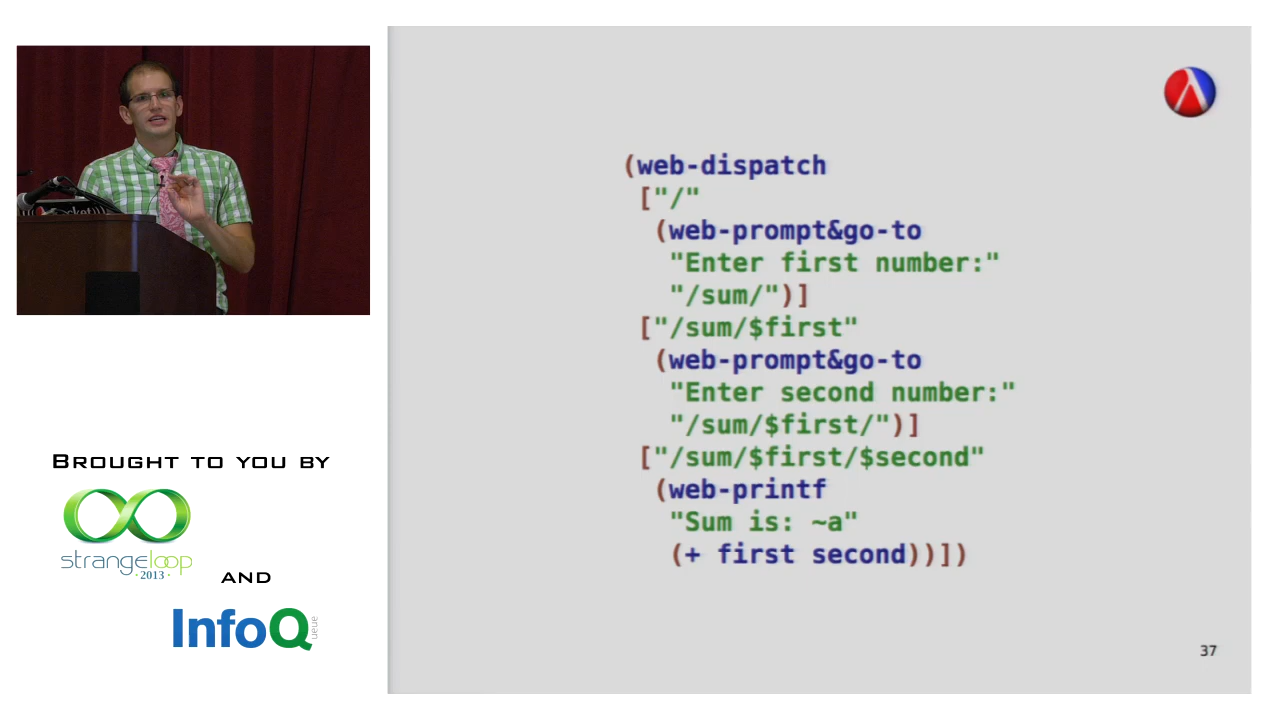 (web-dispatch
["/"
(web-prompt&go-to
"Enter first number:"
"/sum/")]
["/sum/$first"
(web-prompt&go-to
"Enter second number:"
"/sum/$first/")]
["/sum/$first/$second"
(web-printf
"Sum is: ~a"
(+ first second))])
37
BROUGHT TO YOU BY
strangeloop
·2013·
AND
InfoQ
ueue